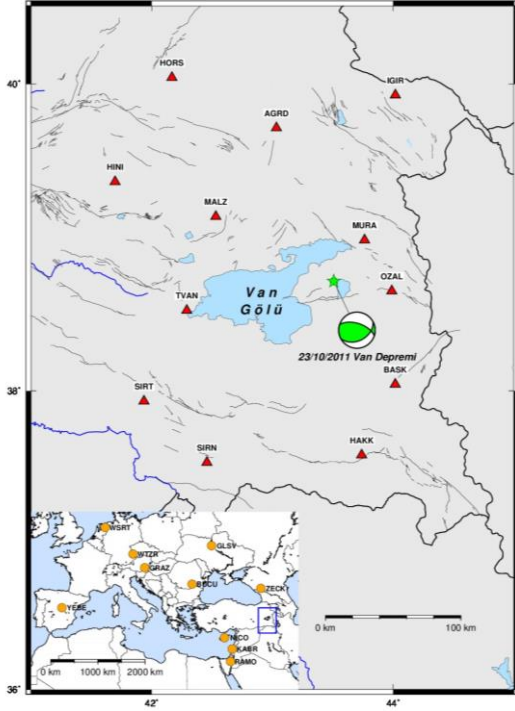 HORS
IGIR
40°
AGRD
HINI
MALZ
MURA
OZAL
Van
Gölü
TVAN
23/10/2011 Van Depremi
BASK
38°
SIRT
HAKK
SIRN
WSRT
GLSV
WTZR
GRAZ
BUCU
ZECK
YEBE
NICO
KABR
RAMO
0 km 1000 km 2000 km
0 km 100 km
36°
42° 44°